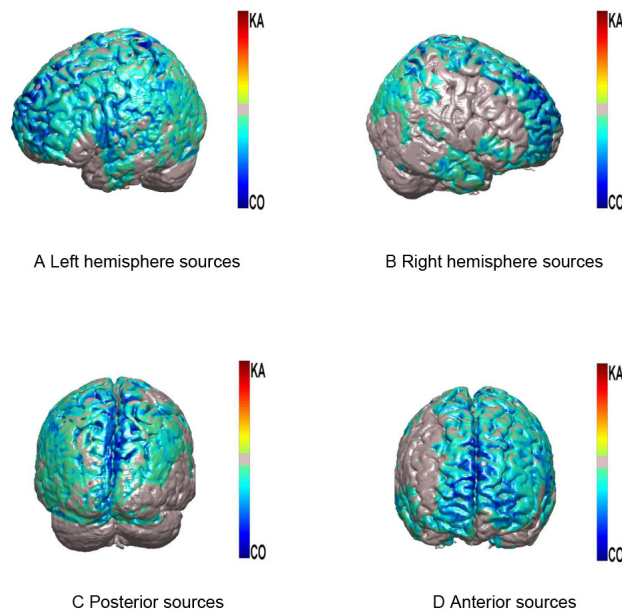 KA
CO
KA
CO
A Left hemisphere sources
B Right hemisphere sources
KA
CO
KA
CO
C Posterior sources
D Anterior sources